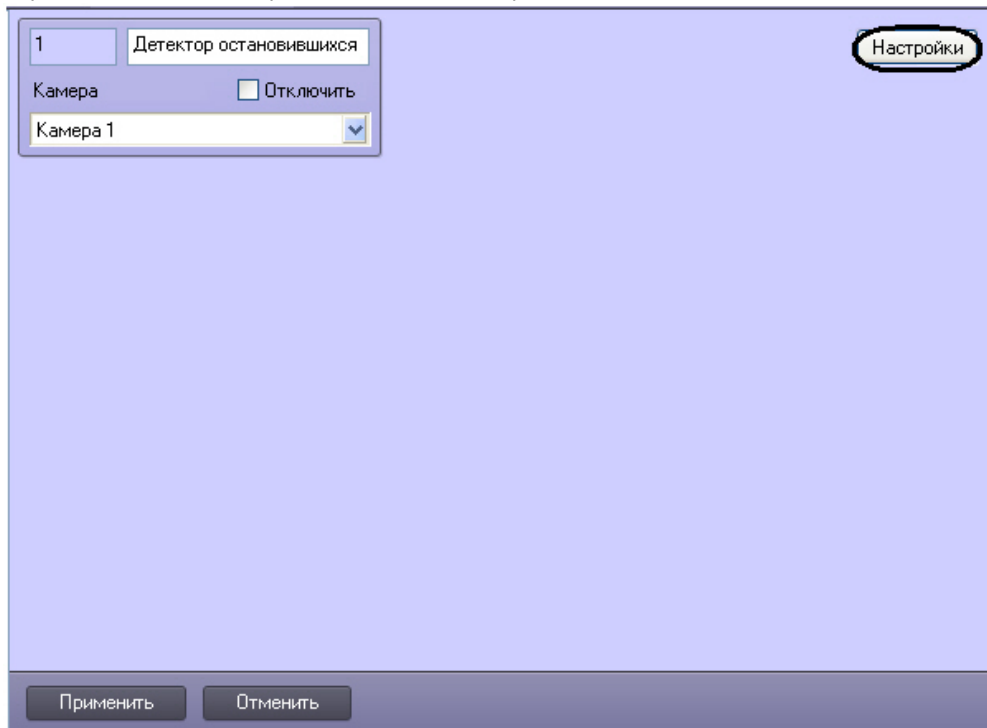 1 Детектор остановившихся
Настройки
Камера Отключить
Камера 1
Применить Отменить